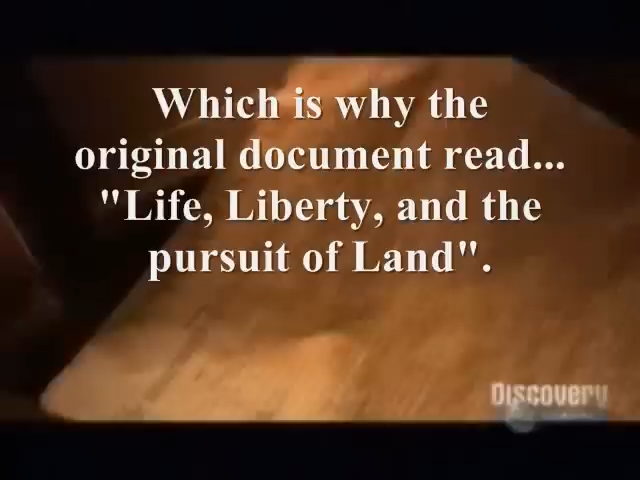 Which is why the
original document read...
"Life, Liberty, and the
pursuit of Land".
Discovery